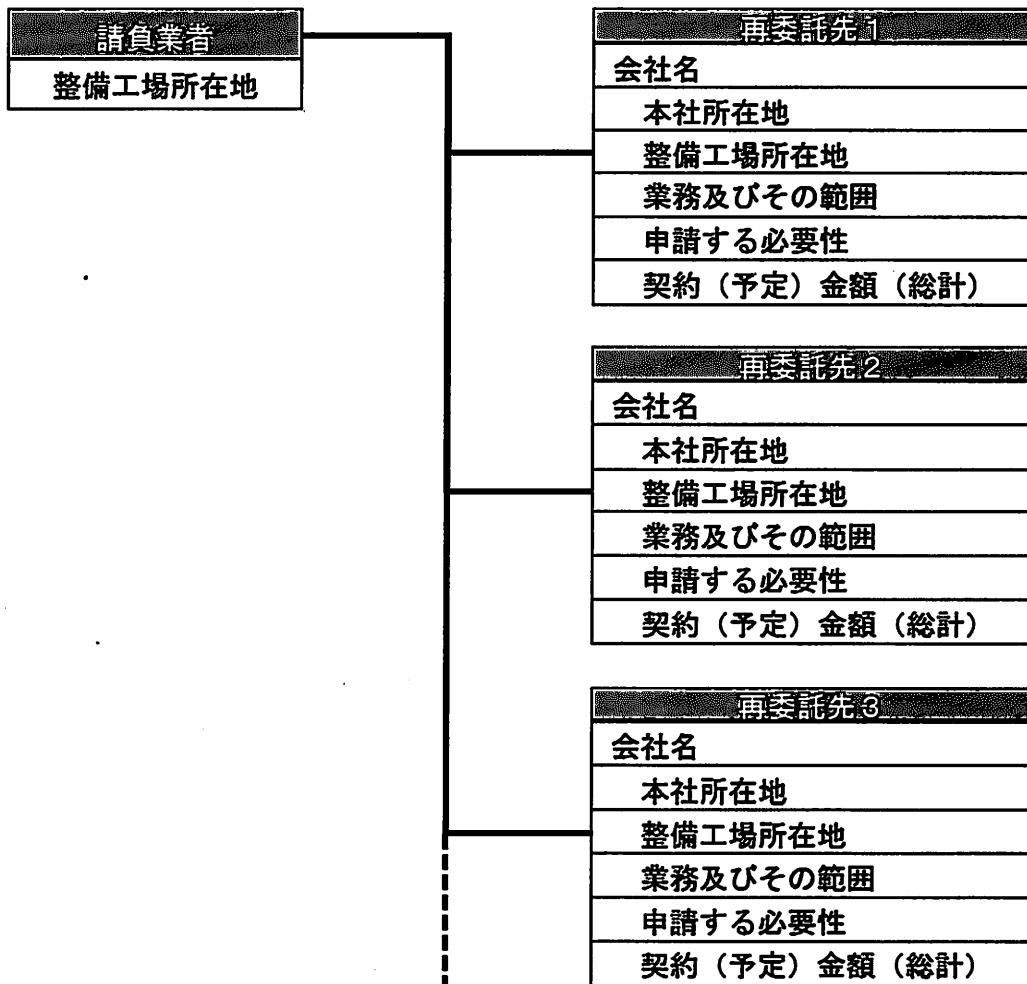 請負業者
整備工場所在地
再委託先1
会社名
本社所在地
整備工場所在地
業務及びその範囲
申請する必要性
契約（予定）金額（総計）
再委託先2
会社名
本社所在地
整備工場所在地
業務及びその範囲
申請する必要性
契約（予定）金額（総計）
再委託先3
会社名
本社所在地
整備工場所在地
業務及びその範囲
申請する必要性
契約（予定）金額（総計）